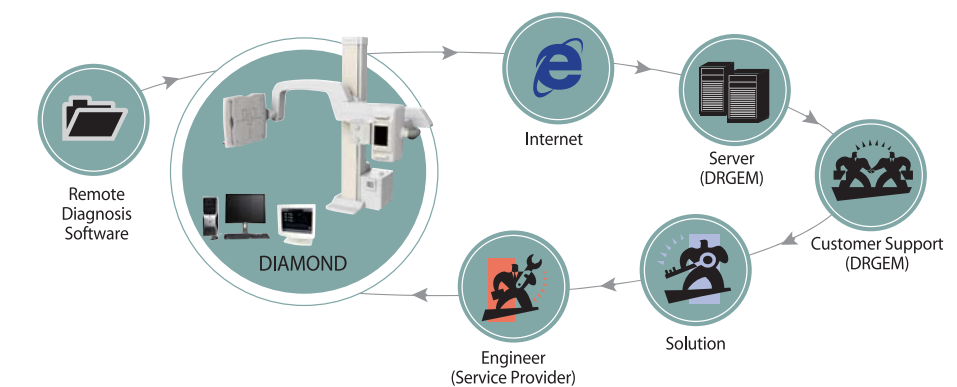 Remote
Diagnosis
Software
DIAMOND
Internet
Server
(DRGEM)
Customer Support
(DRGEM)
Solution
Engineer
(Service Provider)